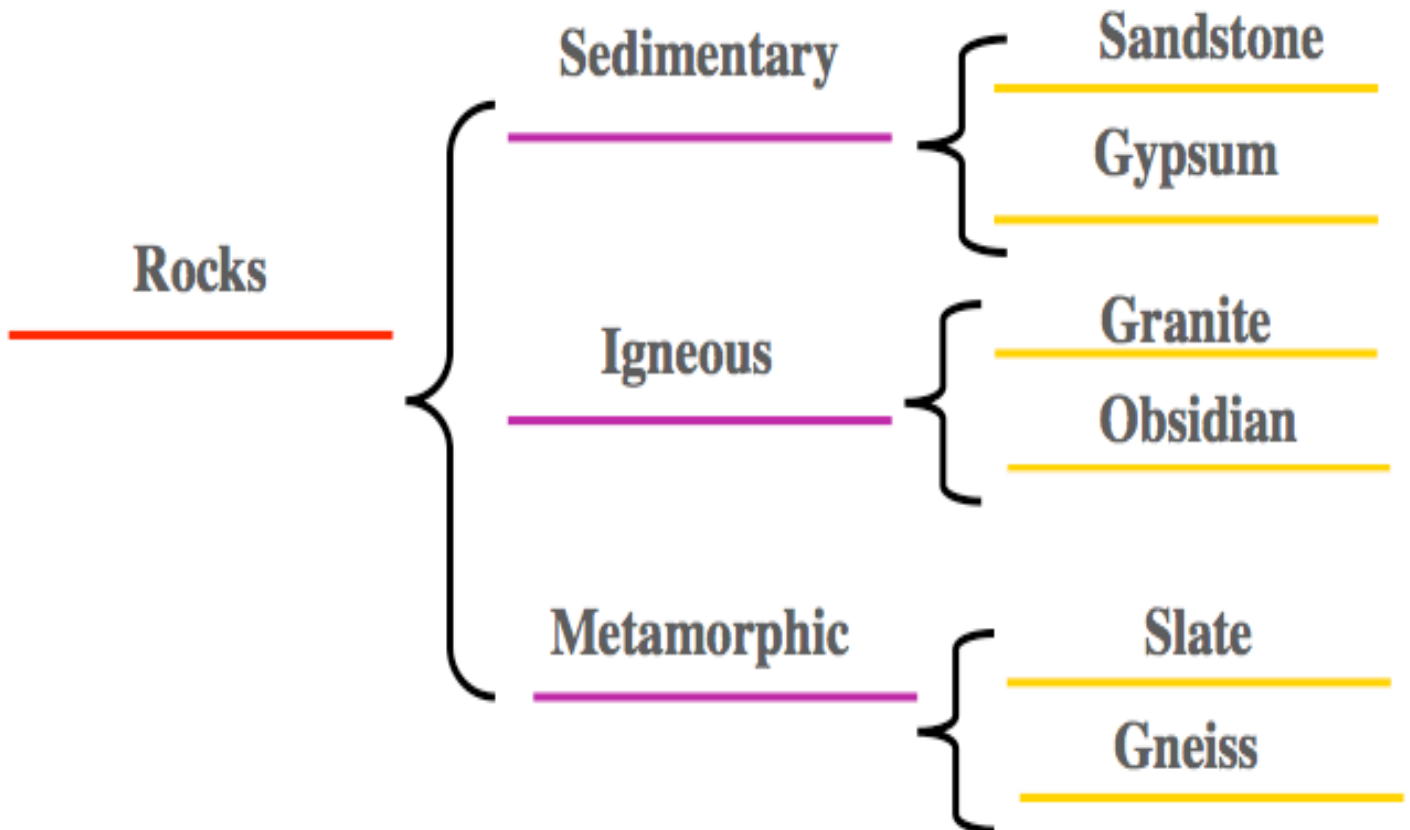 Rocks
Sedimentary
Sandstone
Gypsum
Igneous
Granite
Obsidian
Metamorphic
Slate
Gneiss